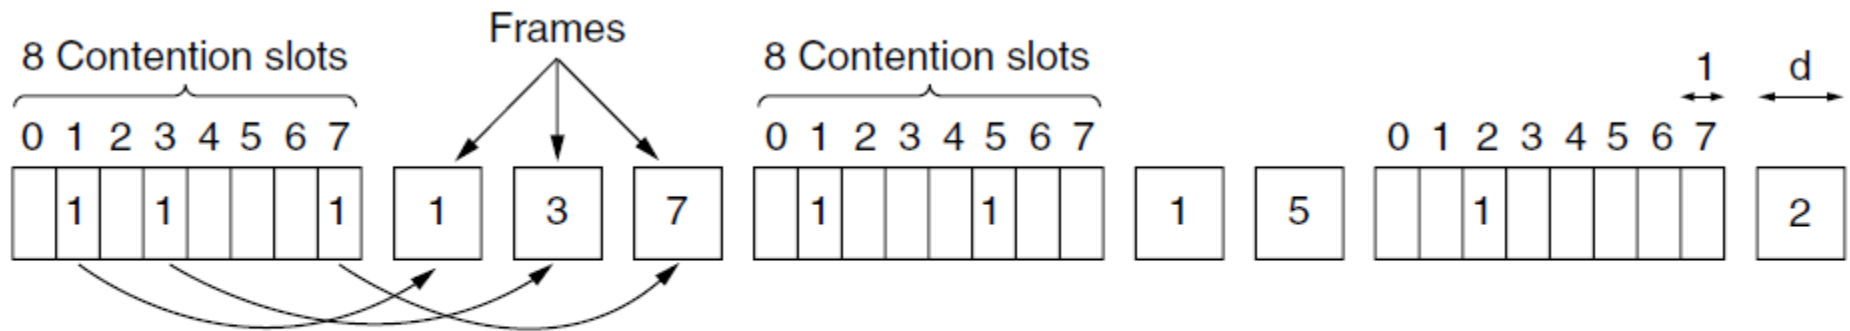 Frames
8 Contention slots 8 Contention slots 1 d
0 1 2 3 4 5 6 7 0 1 2 3 4 5 6 7 0 1 2 3 4 5 6 7
1 1 1 1 3 7 1 1 1 5 1 2